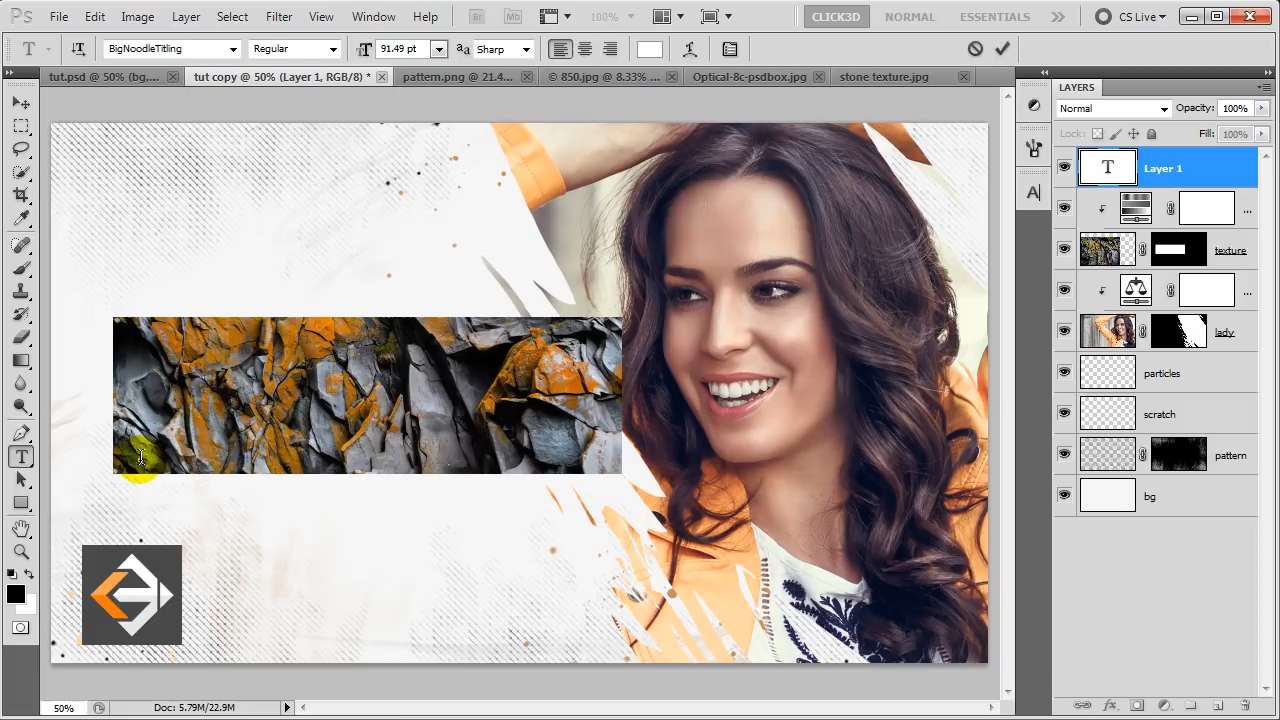 Ps File Edit Image Layer Select Filter View Window Help Br Mb 100% CLICK3D NORMAL ESSENTIALS CS Live
T BigNoodleTitling Regular 91.49 pt Sharp
tut.psd @ 50% (bg,... tut copy @ 50% (Layer 1, RGB/8) * pattern.png @ 21.4... © 850.jpg @ 8.33% ... Optical-8c-psdbox.jpg stone texture.jpg
LAYERS
Normal Opacity: 100%
Lock: Fill: 100%
T Layer 1
...
texture
...
lady
particles
scratch
pattern
bg
50% Doc: 5.79M/22.9M